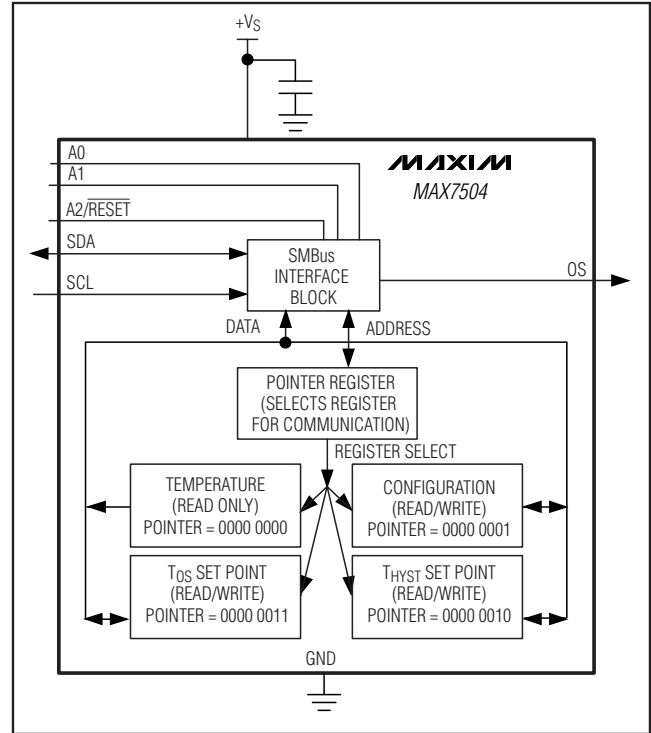 +VS
A0
A1
A2/RESET
SDA
SCL
MAXIM
MAX7504
SMBus
INTERFACE
BLOCK
OS
DATA
ADDRESS
POINTER REGISTER
(SELECTS REGISTER
FOR COMMUNICATION)
REGISTER SELECT
TEMPERATURE
(READ ONLY)
POINTER = 0000 0000
CONFIGURATION
(READ/WRITE)
POINTER = 0000 0001
TOS SET POINT
(READ/WRITE)
POINTER = 0000 0011
THYST SET POINT
(READ/WRITE)
POINTER = 0000 0010
GND